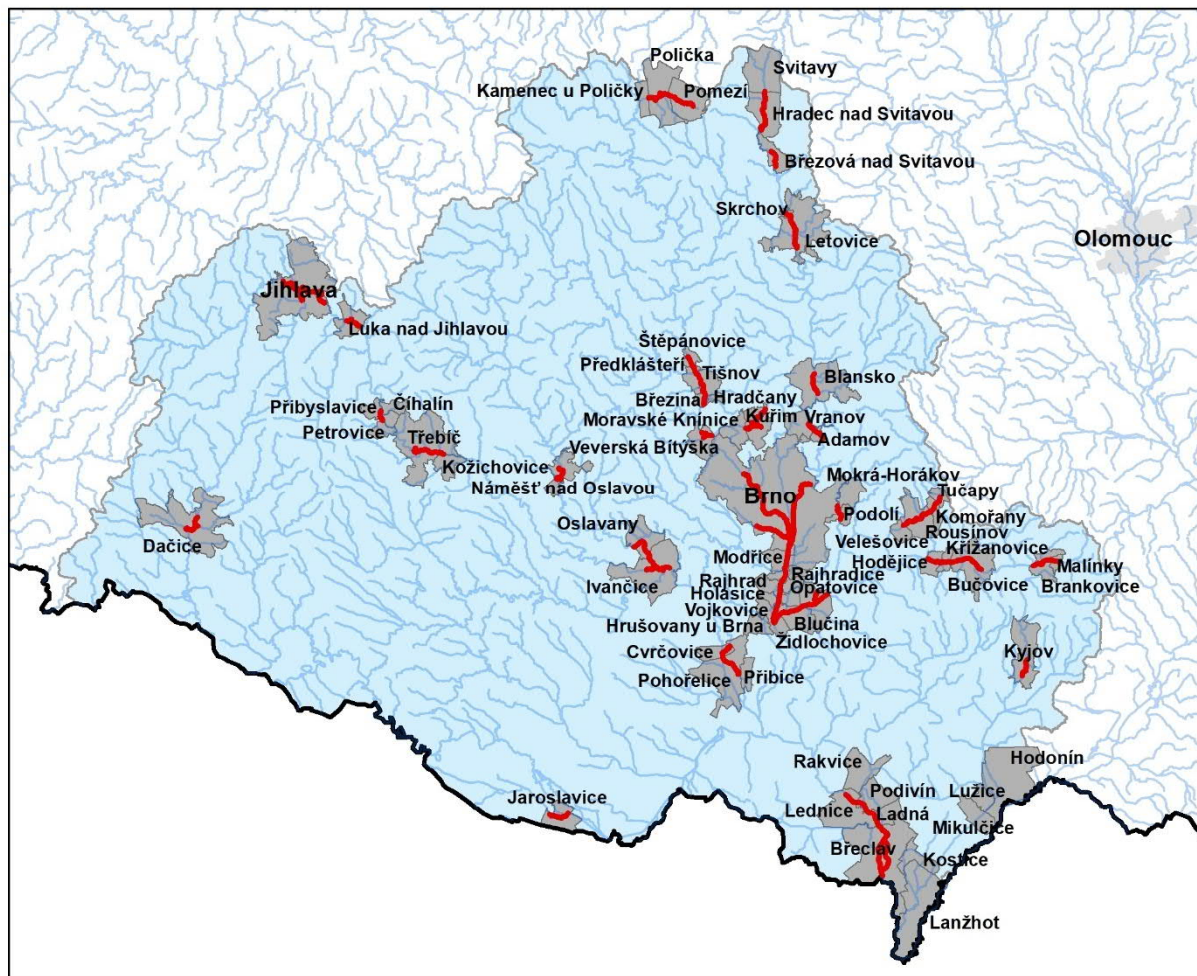 Polička
Svitavy
Kamenec u Poličky
Pomezí
Hradec nad Svitavou
Březová nad Svitavou
Skrchov
Letovice
Olomouc
Jihlava
Luka nad Jihlavou
Štěpánovice
Předklášteří
Tišnov
Blansko
Březina
Hradčany
Přibyslavice
Číhalín
Moravské Knínice
Kuřim
Vranov
Petrovice
Třebíč
Adamov
Veverská Bítýška
Kožichovice
Mokrá-Horákov
Náměšť nad Oslavou
Brno
Tučapy
Podolí
Komořany
Oslavany
Rousínov
Dačice
Velešovice
Křižanovice
Modřice
Hodějice
Malínky
Rajhrad
Rajhradice
Bučovice
Brankovice
Ivančice
Holasice
Opatovice
Vojkovice
Hrušovany u Brna
Blučina
Židlochovice
Cvrčovice
Kyjov
Pohořelice
Přibice
Rakvice
Hodonín
Podivín
Lužice
Jaroslavice
Lednice
Ladná
Mikulčice
Břeclav
Kostice
Lanžhot